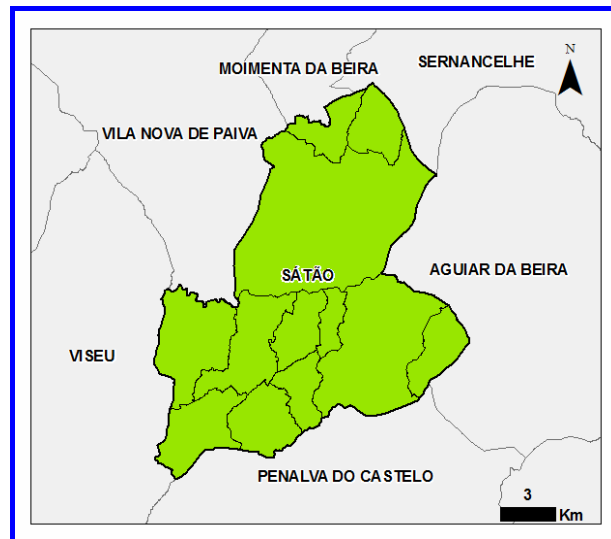 SERNANCELHE
N
MOIMENTA DA BEIRA
VILA NOVA DE PAIVA
SÁTÃO
AGUIAR DA BEIRA
VISEU
PENALVA DO CASTELO
3
Km